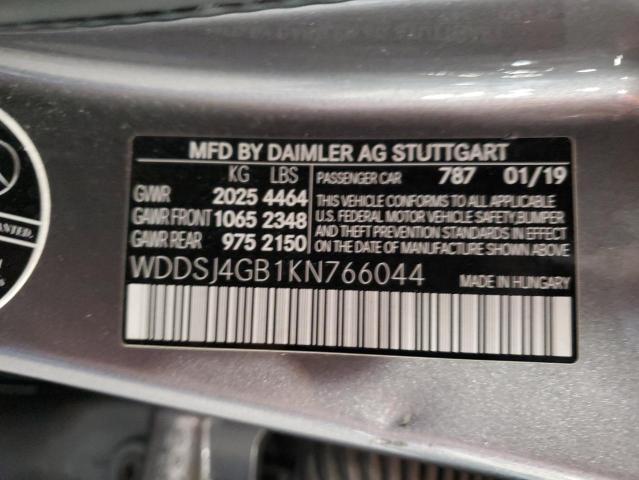 MFD BY DAIMLER AG STUTTGART
KG LBS
GVWR 2025 4464
GAWR FRONT 1065 2348
GAWR REAR 975 2150
PASSENGER CAR 787 01/19
THIS VEHICLE CONFORMS TO ALL APPLICABLE
U.S. FEDERAL MOTOR VEHICLE SAFETY, BUMPER
AND THEFT PREVENTION STANDARDS IN EFFECT
ON THE DATE OF MANUFACTURE SHOWN ABOVE.
WDDSJ4GB1KN766044
MADE IN HUNGARY